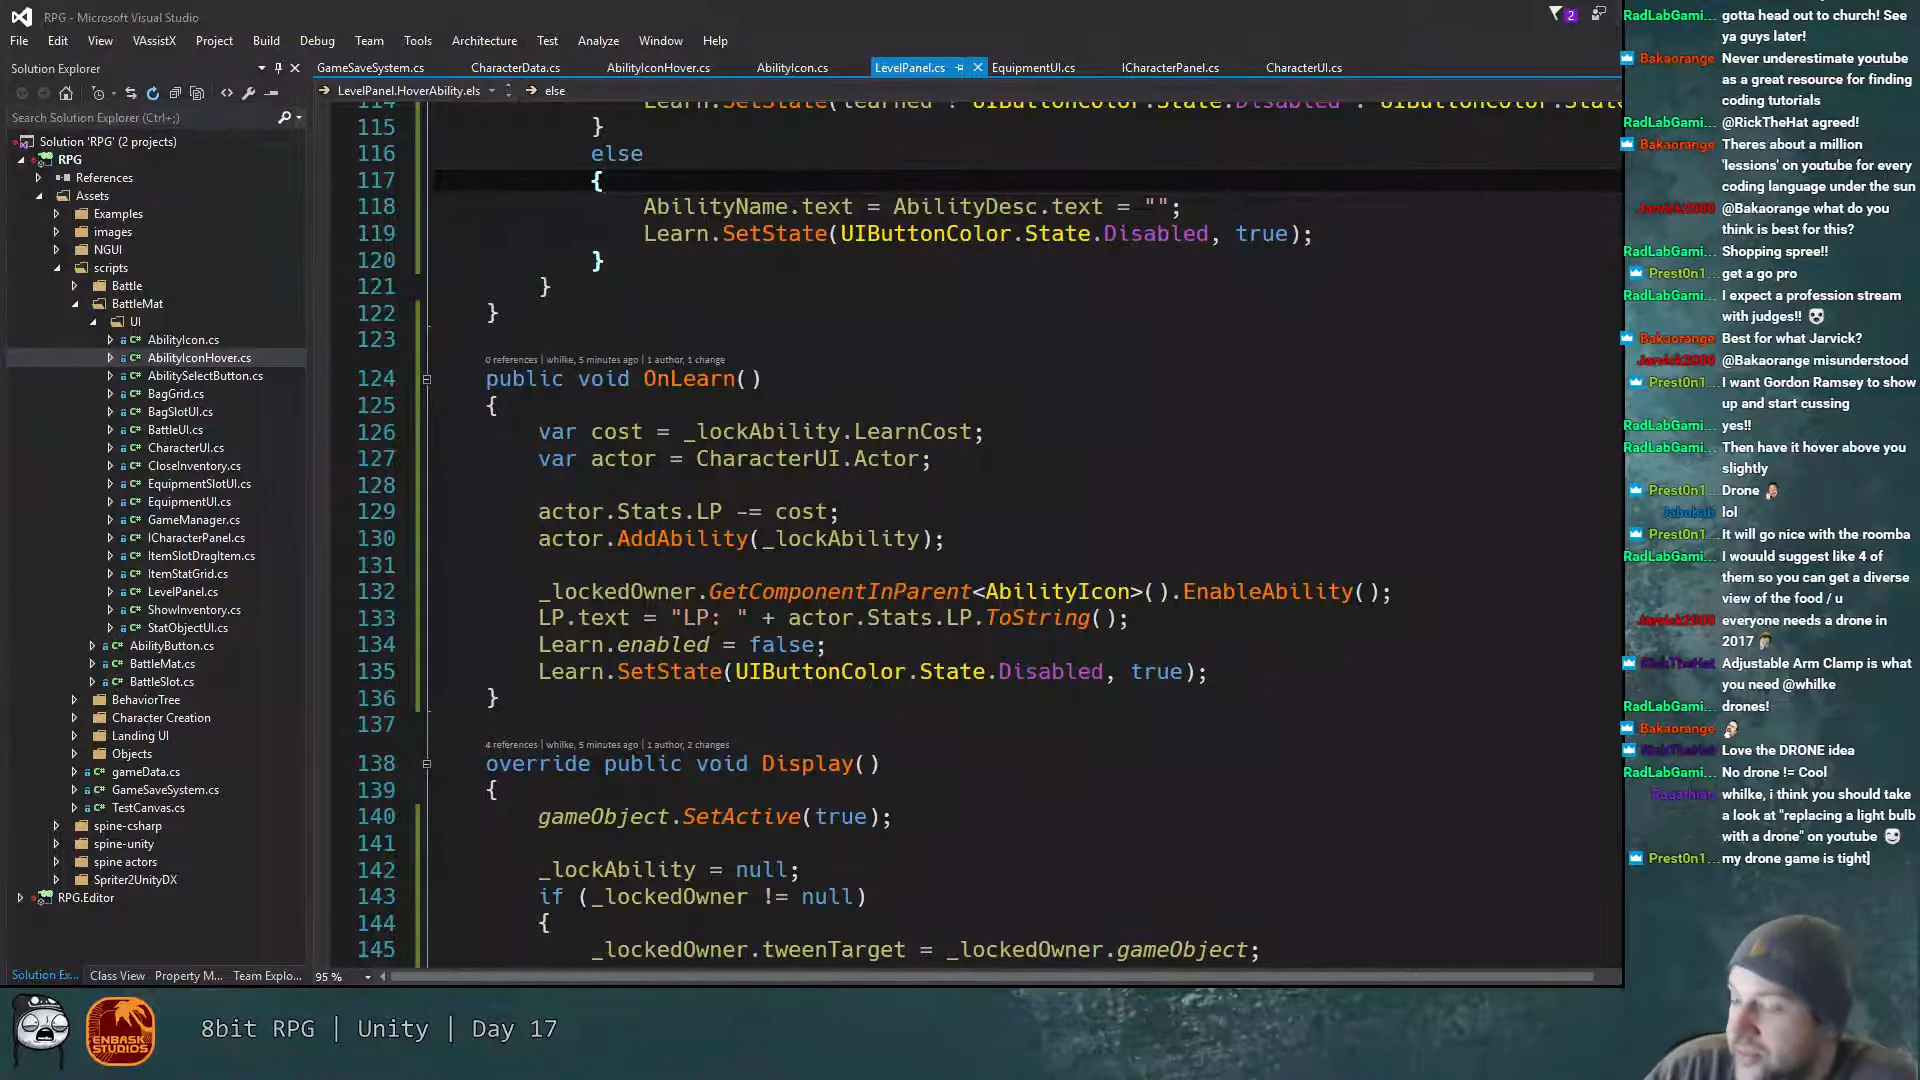 RPG - Microsoft Visual Studio
2
File Edit View VAssistX Project Build Debug Team Tools Architecture Test Analyze Window Help
Solution Explorer
Search Solution Explorer (Ctrl+;)
Solution 'RPG' (2 projects)
RPG
References
Assets
Examples
images
NGUI
scripts
Battle
BattleMat
UI
AbilityIcon.cs
AbilityIconHover.cs
AbilitySelectButton.cs
BagGrid.cs
BagSlotUI.cs
BattleUI.cs
CharacterUI.cs
CloseInventory.cs
EquipmentSlotUI.cs
EquipmentUI.cs
GameManager.cs
ICharacterPanel.cs
ItemSlotDragItem.cs
ItemStatGrid.cs
LevelPanel.cs
ShowInventory.cs
StatObjectUI.cs
AbilityButton.cs
BattleMat.cs
BattleSlot.cs
BehaviorTree
Character Creation
Landing UI
Objects
gameData.cs
GameSaveSystem.cs
TestCanvas.cs
spine-csharp
spine-unity
spine actors
Spriter2UnityDX
RPG.Editor
Solution Ex... Class View Property M... Team Explo...
GameSaveSystem.cs CharacterData.cs AbilityIconHover.cs AbilityIcon.cs LevelPanel.cs EquipmentUI.cs ICharacterPanel.cs CharacterUI.cs
LevelPanel.HoverAbility.els else
114 Learn.SetState(learned ? UIButtonColor.State.Disabled : UIButtonColor.State
115 }
116 else
117 {
118 AbilityName.text = AbilityDesc.text = "";
119 Learn.SetState(UIButtonColor.State.Disabled, true);
120 }
121 }
122 }
123
0 references | whilke, 5 minutes ago | 1 author, 1 change
124 public void OnLearn()
125 {
126 var cost = _lockAbility.LearnCost;
127 var actor = CharacterUI.Actor;
128
129 actor.Stats.LP -= cost;
130 actor.AddAbility(_lockAbility);
131
132 _lockedOwner.GetComponentInParent<AbilityIcon>().EnableAbility();
133 LP.text = "LP: " + actor.Stats.LP.ToString();
134 Learn.enabled = false;
135 Learn.SetState(UIButtonColor.State.Disabled, true);
136 }
137
4 references | whilke, 5 minutes ago | 1 author, 2 changes
138 override public void Display()
139 {
140 gameObject.SetActive(true);
141
142 _lockAbility = null;
143 if (_lockedOwner != null)
144 {
145 _lockedOwner.tweenTarget = _lockedOwner.gameObject;
95 %
RadLabGami... gotta head out to church! See
ya guys later!
Bakaorange Never underestimate youtube
as a great resource for finding
coding tutorials
RadLabGami... @RickTheHat agreed!
Bakaorange Theres about a million
'lessions' on youtube for every
coding language under the sun
Jarvick2000 @Bakaorange what do you
think is best for this?
RadLabGami... Shopping spree!!
Prest0n1... get a go pro
RadLabGami... I expect a profession stream
with judges!!
Bakaorange Best for what Jarvick?
Jarvick2000 @Bakaorange misunderstood
Prest0n1... I want Gordon Ramsey to show
up and start cussing
RadLabGami... yes!!
RadLabGami... Then have it hover above you
slightly
Prest0n1... Drone
Jabubab lol
Prest0n1... It will go nice with the roomba
RadLabGami... I wouuld suggest like 4 of
them so you can get a diverse
view of the food / u
Jarvick2000 everyone needs a drone in
2017
RickTheHat Adjustable Arm Clamp is what
you need @whilke
RadLabGami... drones!
Bakaorange
RickTheHat Love the DRONE idea
RadLabGami... No drone != Cool
whilke, i think you should take
a look at "replacing a light bulb
with a drone" on youtube
Prest0n1... my drone game is tight]
ENBASK
STUDIOS
8bit RPG | Unity | Day 17